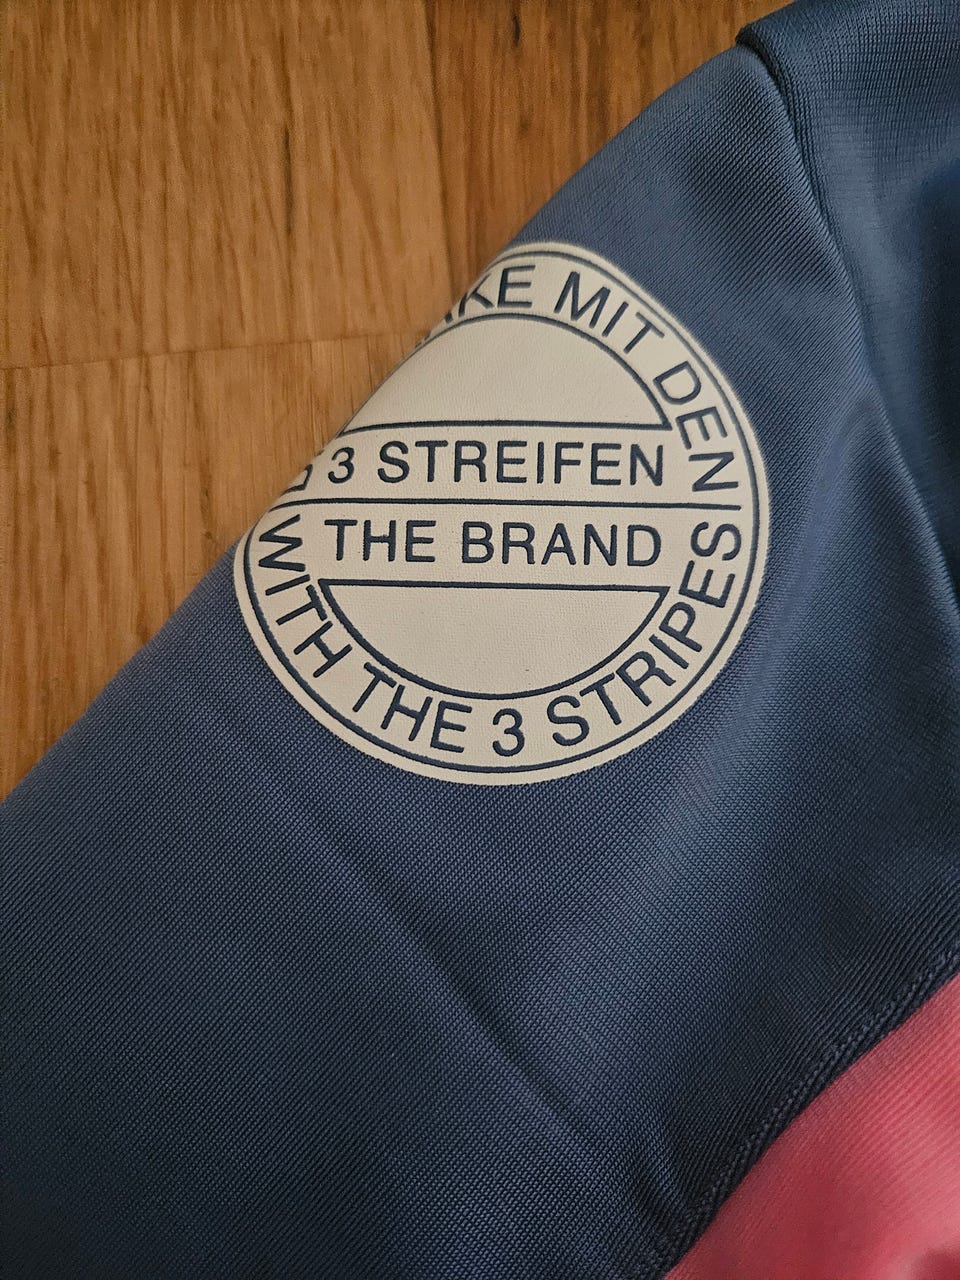 MIT DEN
3 STREIFEN
THE BRAND
WITH THE 3 STRIPES